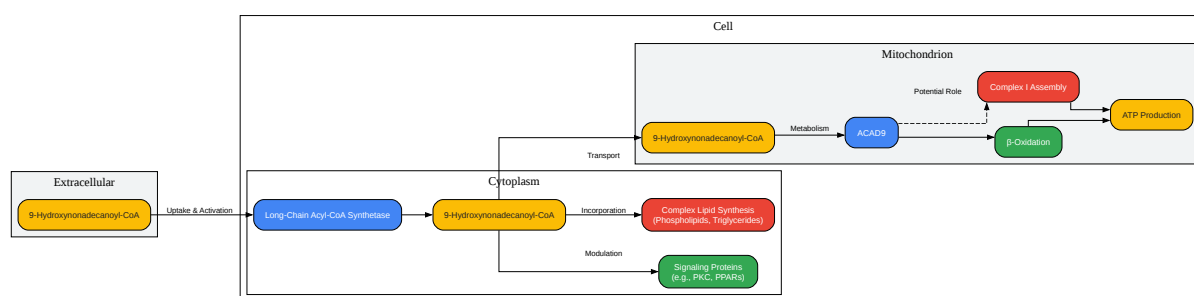 Cell
Mitochondrion
Complex I Assembly
Potential Role
ATP Production
9-Hydroxynonadecanoyl-CoA
Metabolism
ACAD9
β-Oxidation
Transport
Extracellular
9-Hydroxynonadecanoyl-CoA
Uptake & Activation
Cytoplasm
Long-Chain Acyl-CoA Synthetase
9-Hydroxynonadecanoyl-CoA
Incorporation
Complex Lipid Synthesis
(Phospholipids, Triglycerides)
Modulation
Signaling Proteins
(e.g., PKC, PPARs)